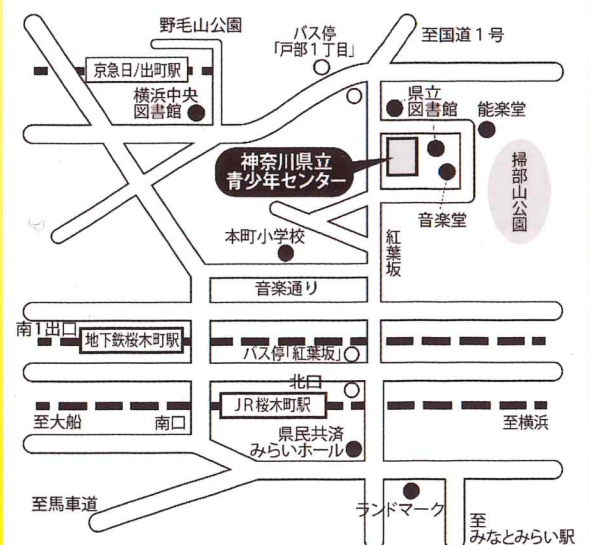 野毛山公園
バス停
「戸部1丁目」
至国道1号
京急日ノ出町駅
横浜中央
図書館
県立
図書館
能楽堂
神奈川県立
青少年センター
掃部山公園
音楽堂
本町小学校
紅葉坂
音楽通り
南1出口
地下鉄桜木町駅
バス停「紅葉坂」
北口
JR桜木町駅
至大船
南口
至横浜
県民共済
みらいホール
至馬車道
ランドマーク
至
みなとみらい駅